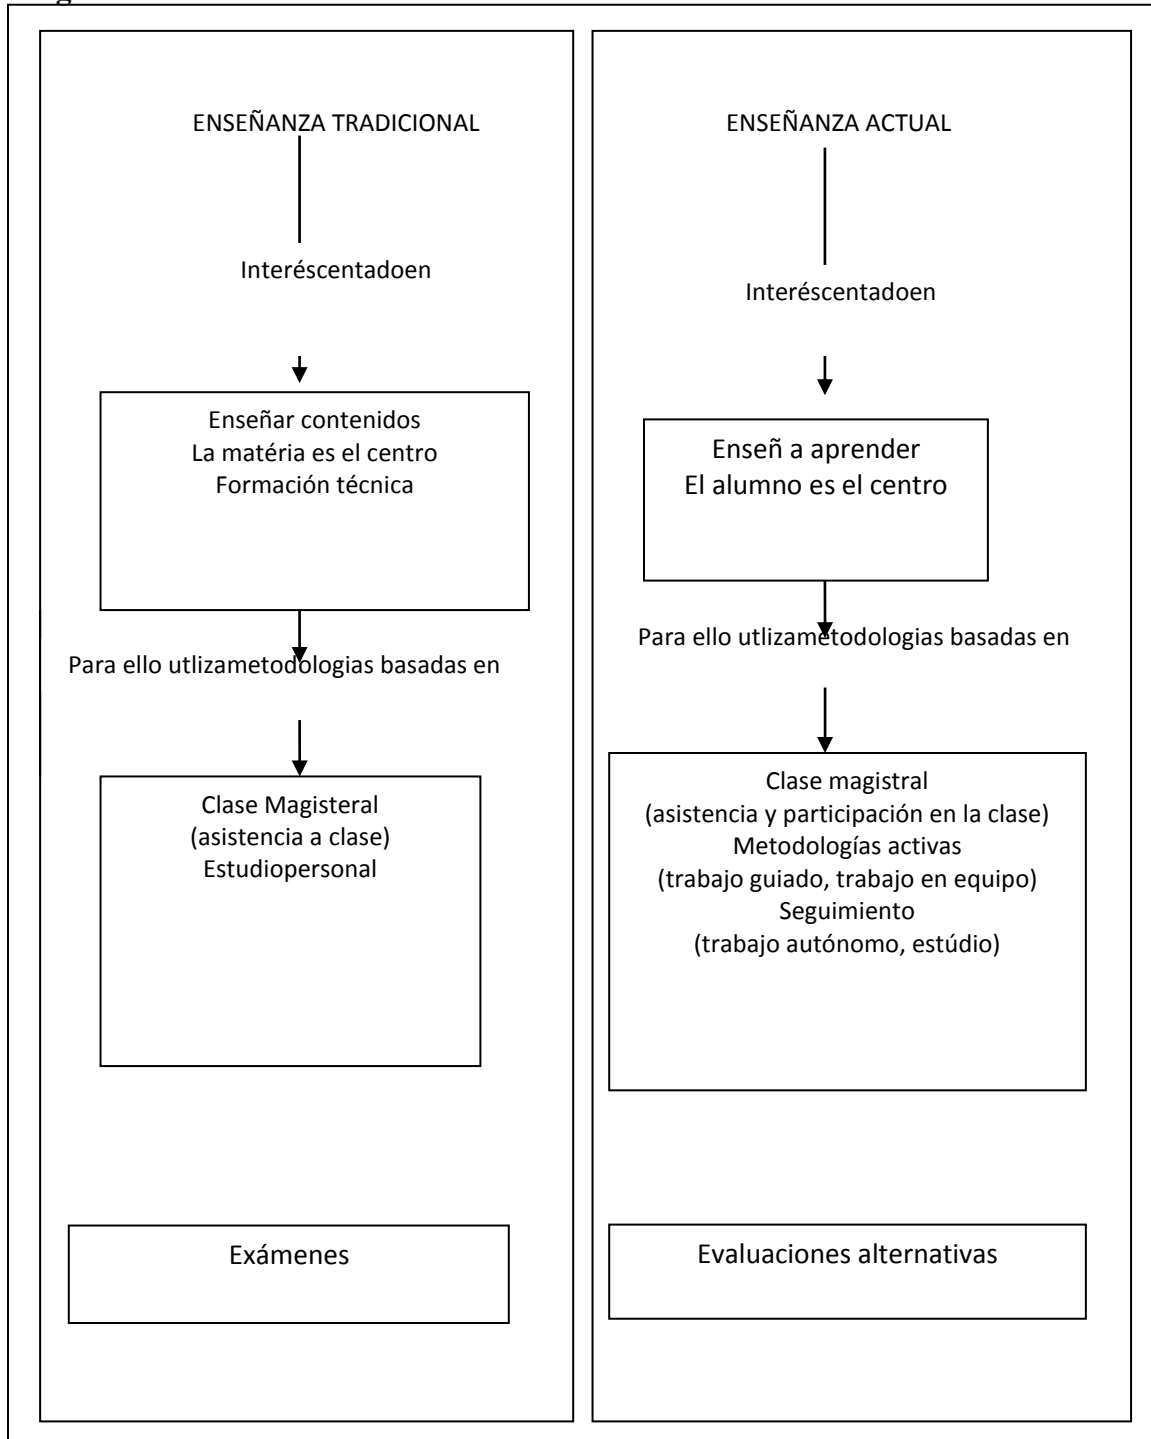 ENSEÑANZA TRADICIONAL
Interéscentadoen
Enseñar contenidos
La matéria es el centro
Formación técnica
Para ello utlizametodologias basadas en
Clase Magisteral
(asistencia a clase)
Estudiopersonal
Exámenes
ENSEÑANZA ACTUAL
Interéscentadoen
Enseñ a aprender
El alumno es el centro
Para ello utlizametodologias basadas en
Clase magistral
(asistencia y participación en la clase)
Metodologías activas
(trabajo guiado, trabajo en equipo)
Seguimiento
(trabajo autónomo, estúdio)
Evaluaciones alternativas